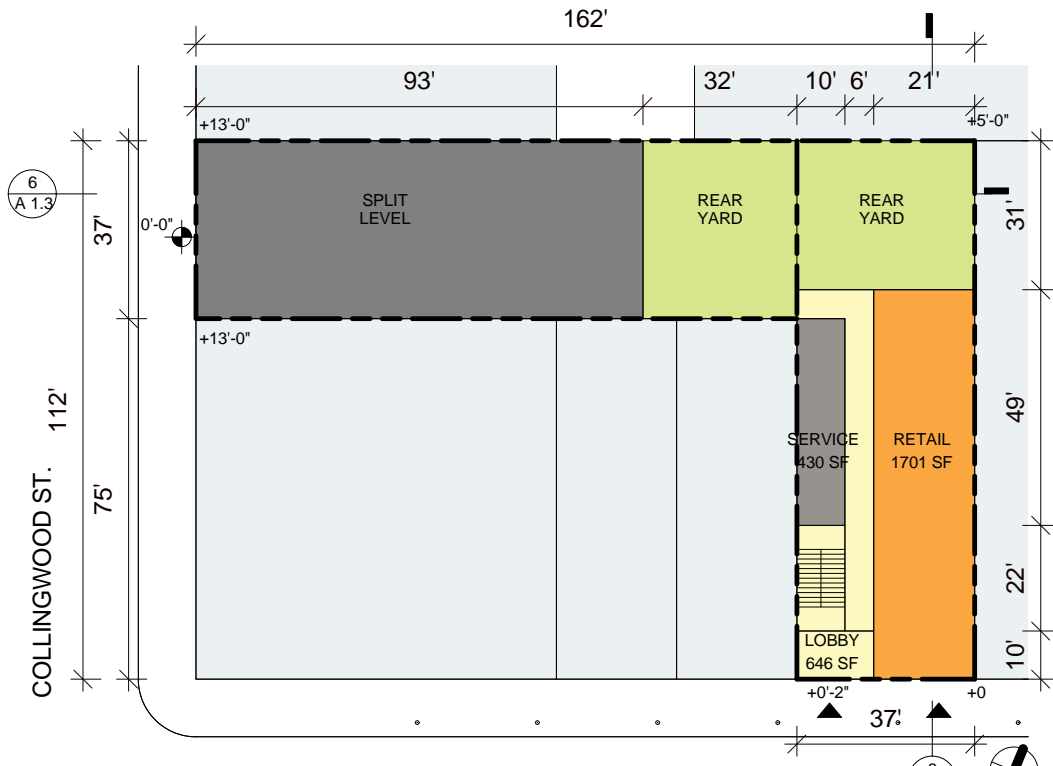 162'
93'
32'
10'
6'
21'
+13'-0"
+5'-0"
6
A 1.3
37'
0'-0"
SPLIT
LEVEL
REAR
YARD
REAR
YARD
31'
+13'-0"
112'
75'
COLLINGWOOD ST.
SERVICE
430 SF
RETAIL
1701 SF
49'
22'
LOBBY
646 SF
10'
+0'-2"
+0
37'